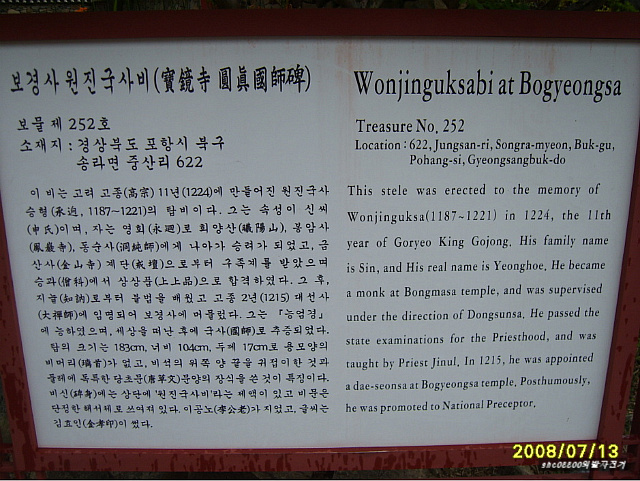 보경사 원진국사비(寶鏡寺 圓眞國師碑)
보물 제 252호
소재지 : 경상북도 포항시 북구
송라면 중산리 622
이 비는 고려 고종(高宗) 11년(1224)에 만들어진 원진국사
승형(承逈, 1187~1221)의 탑비이다. 그는 속성이 신씨
(申氏)이며, 자는 영회(永廻)로 희양산(曦陽山), 봉암사
(鳳巖寺), 동순사(洞純師)에게 나아가 승려가 되었고, 금
산사(金山寺) 계단(戒壇)으로부터 구족계를 받았으며
승과(僧科)에서 상상품(上上品)으로 합격하였다. 그 후,
지눌(知訥)로부터 불법을 배웠고 고종 2년(1215) 대선사
(大禪師)에 임명되어 보경사에 머물렀다. 그는 「능엄경」
에 능하였으며, 세상을 떠난 후에 국사(國師)로 추증되었다.
탑의 크기는 183cm, 너비 104cm, 두께 17cm로 용모양의
비머리(螭首)가 없고, 비석의 위쪽 양 끝을 귀접이한 것과
둘레에 독특한 당초문(唐草文)문양의 장식을 쓴 것이 특징이다.
비신(碑身)에는 상단에 '원진국사비'라는 제액이 있고 비문은
단정한 해서체로 쓰여져 있다. 이공노(李公老)가 지었고, 글씨는
김효인(金孝印)이 썼다.
Wonjinguksabi at Bogyeongsa
Treasure No. 252
Location : 622, Jungsan-ri, Songra-myeon, Buk-gu,
Pohang-si, Gyeongsangbuk-do
This stele was erected to the memory of
Wonjinguksa(1187~1221) in 1224, the 11th
year of Goryeo King Gojong. His family name
is Sin, and His real name is Yeonghoe. He became
a monk at Bongmasa temple, and was supervised
under the direction of Dongsunsa. He passed the
state examinations for the Priesthood, and was
taught by Priest Jinul. In 1215, he was appointed
a dae-seonsa at Bogyeongsa temple. Posthumously,
he was promoted to National Preceptor.
2008/07/13